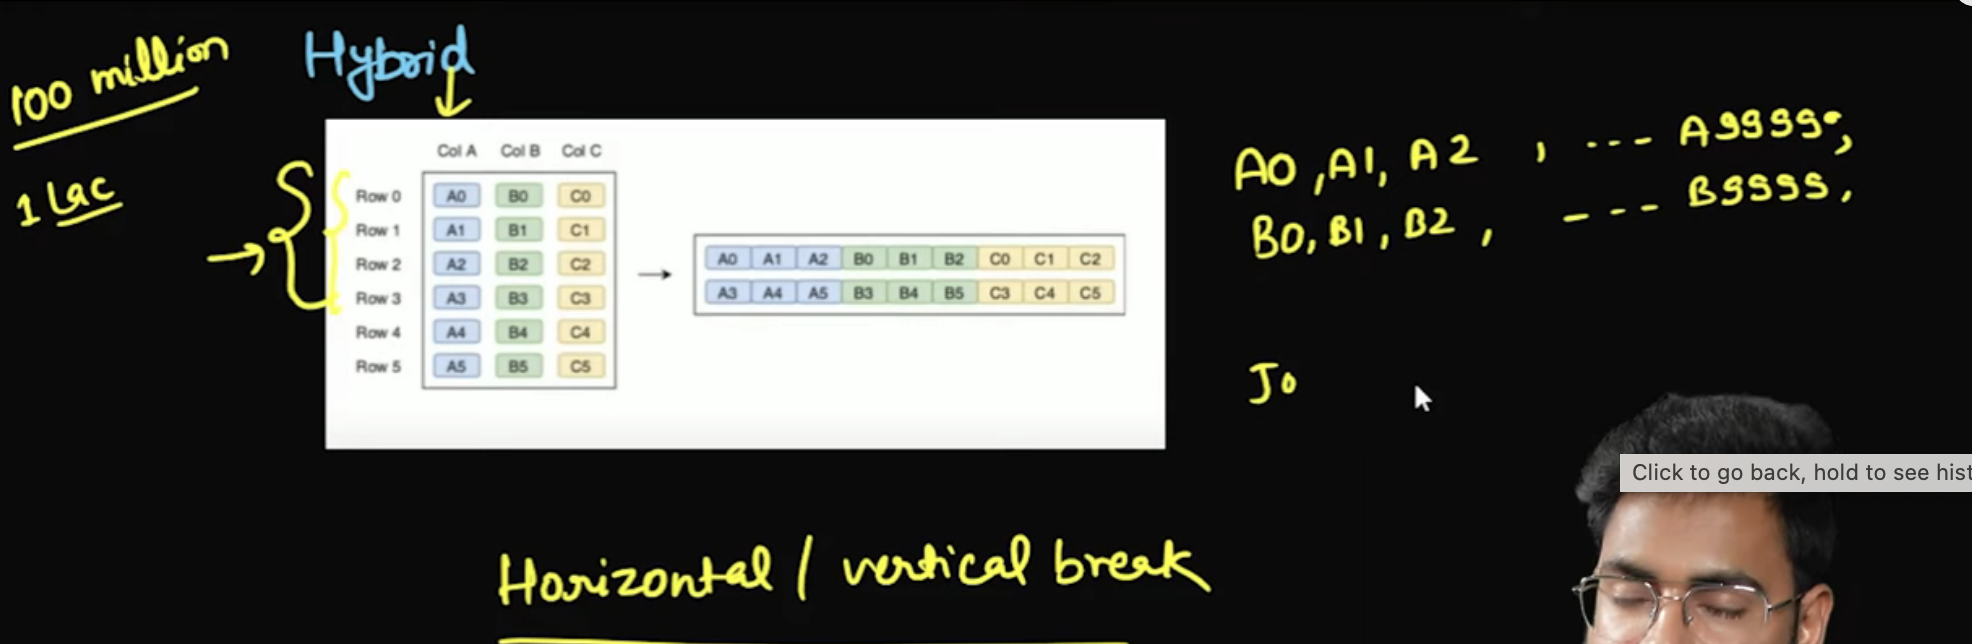 100 million
Hybrid
1 Lac
Col A Col B Col C
Row 0 A0 B0 C0
Row 1 A1 B1 C1
Row 2 A2 B2 C2
Row 3 A3 B3 C3
Row 4 A4 B4 C4
Row 5 A5 B5 C5
A0 A1 A2 B0 B1 B2 C0 C1 C2
A3 A4 A5 B3 B4 B5 C3 C4 C5
A0, A1, A2, --- A9999,
B0, B1, B2, --- B9999,
Jo
Click to go back, hold to see hist
Horizontal / vertical break